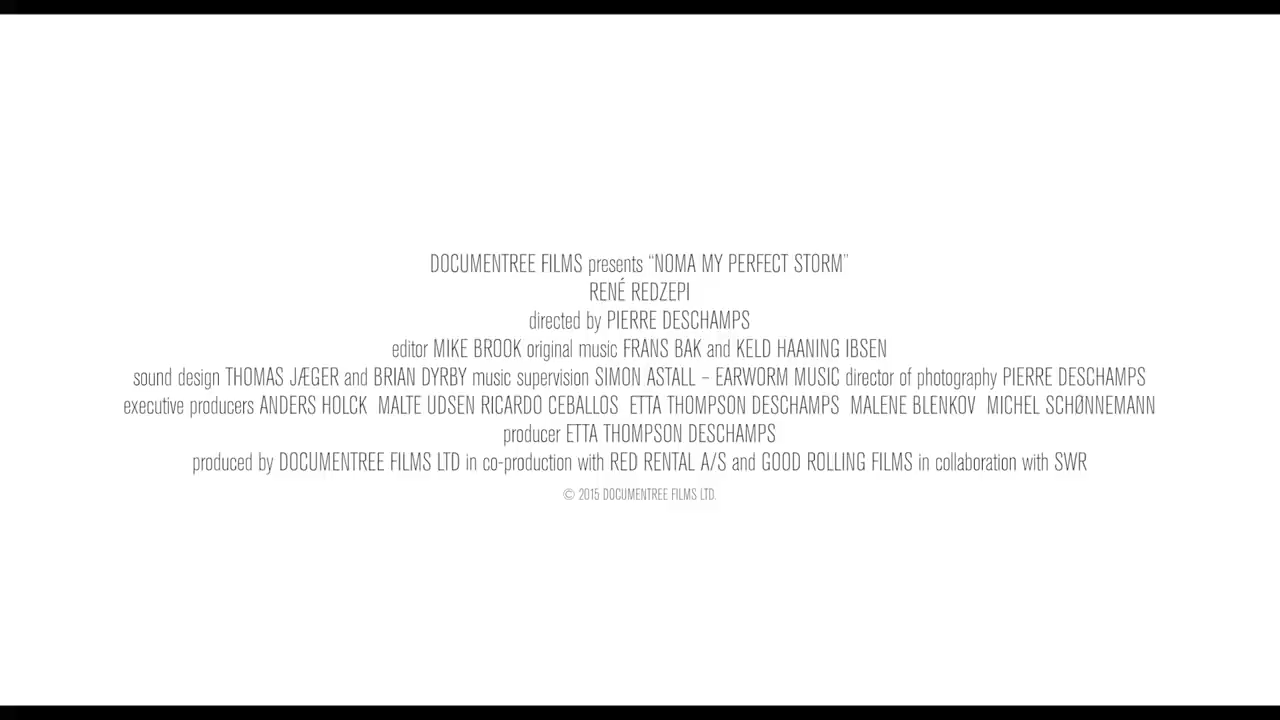 DOCUMENTREE FILMS presents “NOMA MY PERFECT STORM”
RENÉ REDZEPI
directed by PIERRE DESCHAMPS
editor MIKE BROOK original music FRANS BAK and KELD HAANING IBSEN
sound design THOMAS JÆGER and BRIAN DYRBY music supervision SIMON ASTALL – EARWORM MUSIC director of photography PIERRE DESCHAMPS
executive producers ANDERS HOLCK MALTE UDSEN RICARDO CEBALLOS ETTA THOMPSON DESCHAMPS MALENE BLENKOV MICHEL SCHØNNEMANN
producer ETTA THOMPSON DESCHAMPS
produced by DOCUMENTREE FILMS LTD in co-production with RED RENTAL A/S and GOOD ROLLING FILMS in collaboration with SWR
© 2015 DOCUMENTREE FILMS LTD.